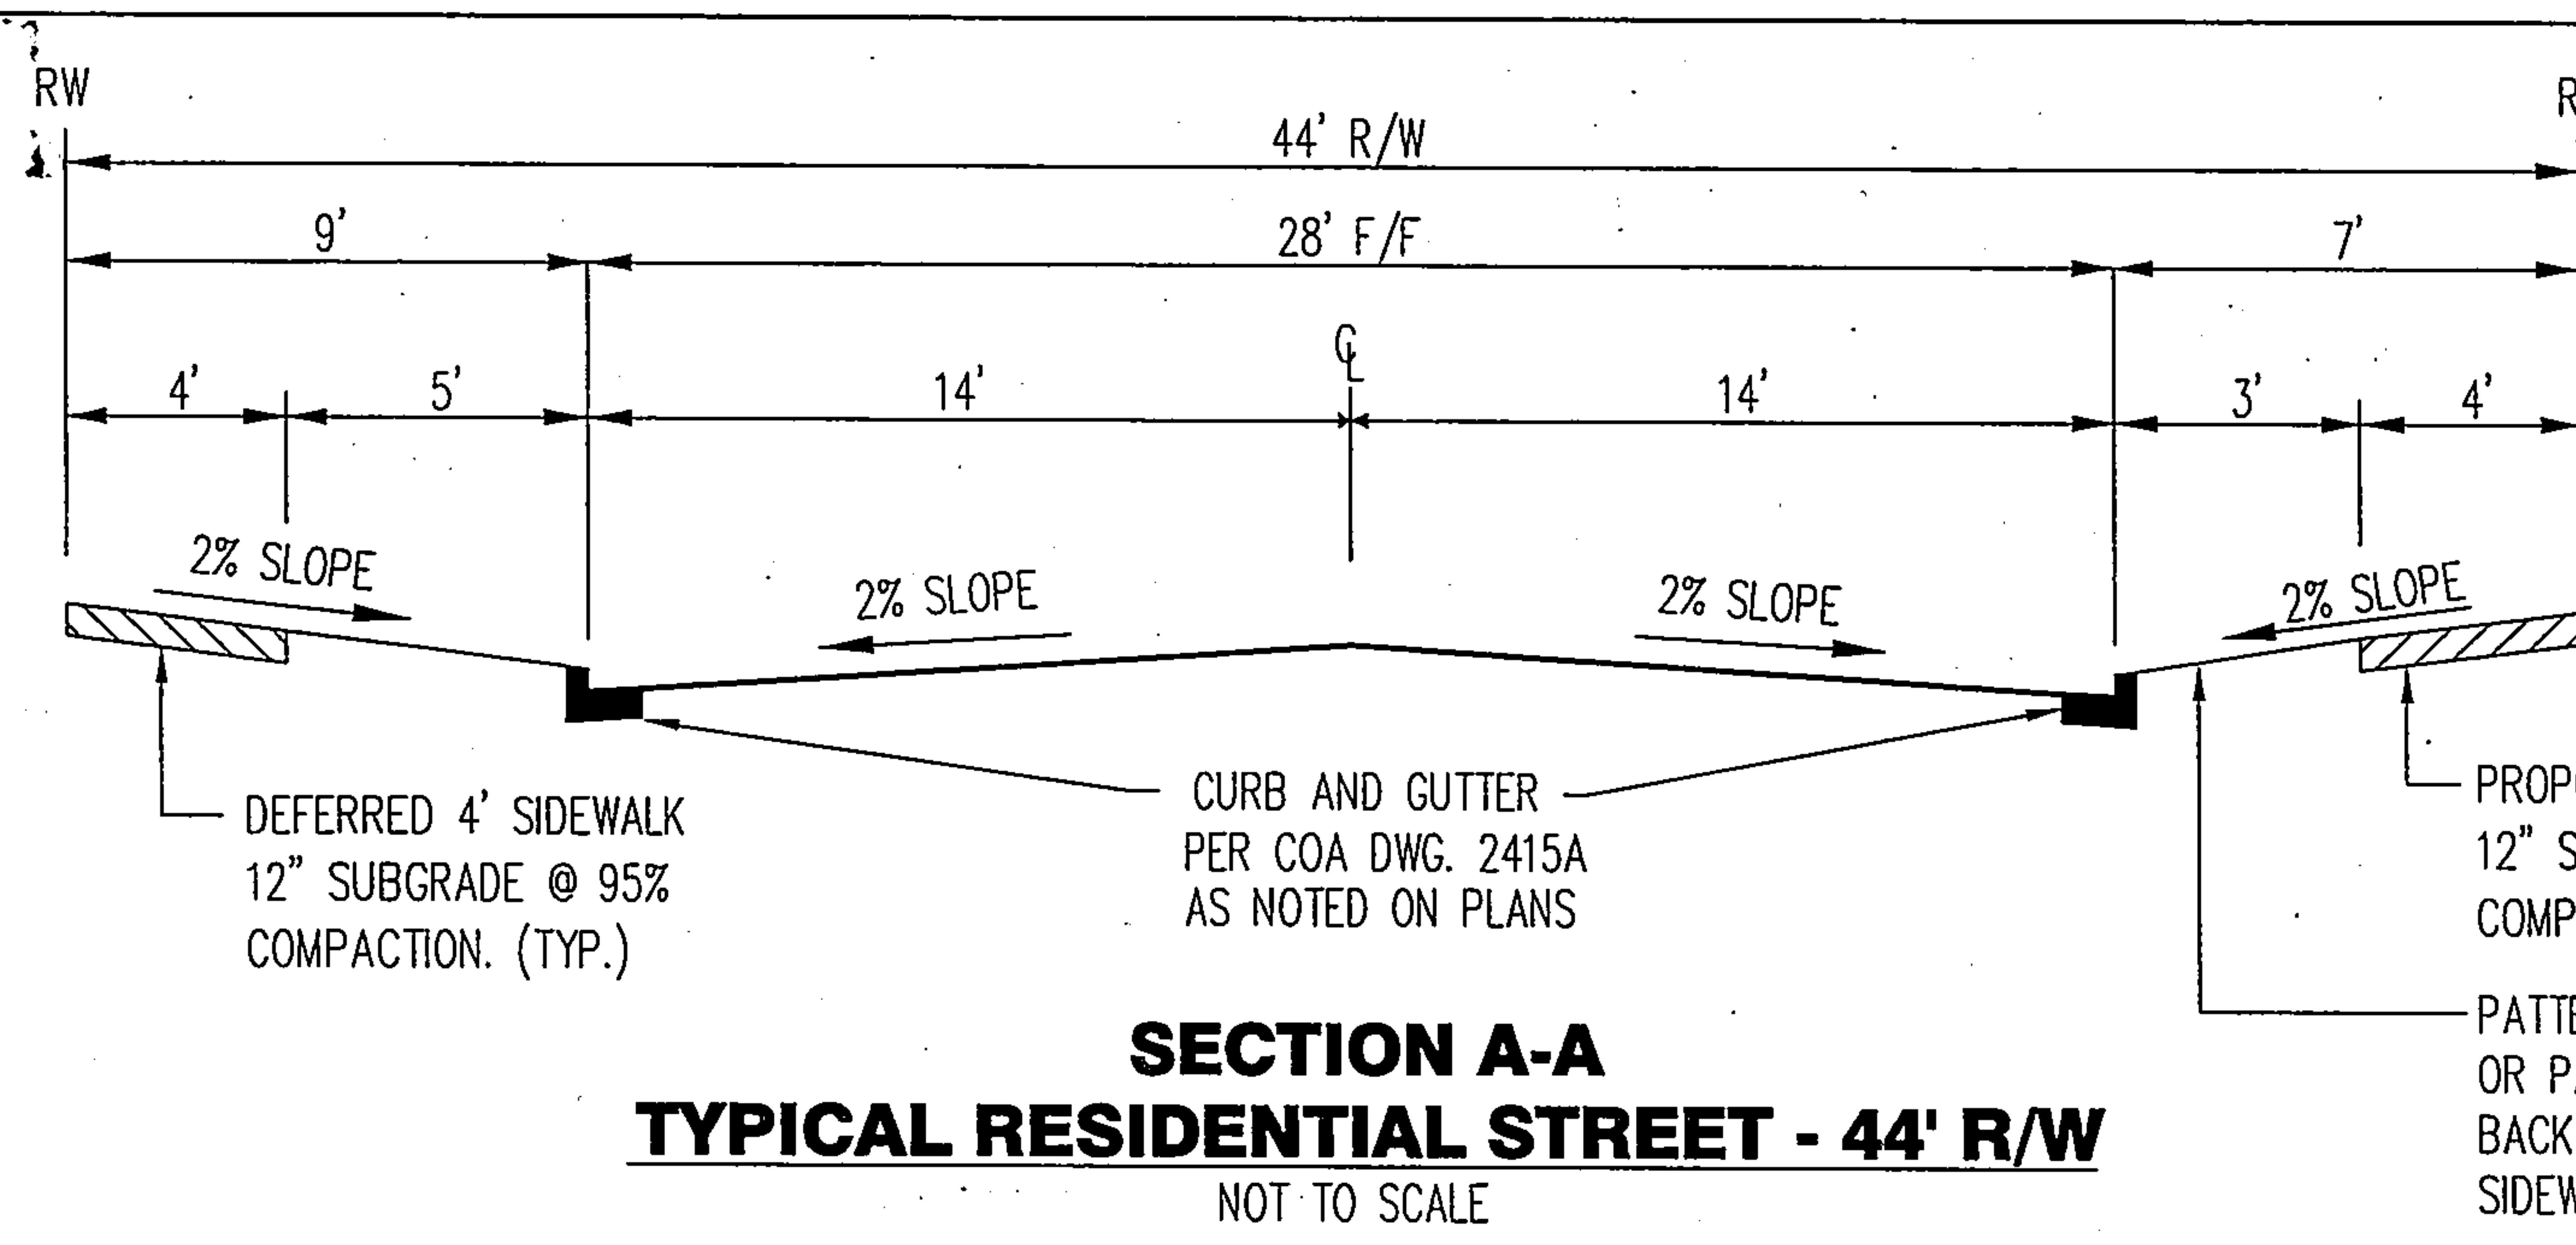 RW
44' R/W
9'
28' F/F
7'
4'
5'
14'
CL
14'
3'
4'
2% SLOPE
2% SLOPE
2% SLOPE
2% SLOPE
DEFERRED 4' SIDEWALK
12" SUBGRADE @ 95%
COMPACTION. (TYP.)
CURB AND GUTTER
PER COA DWG. 2415A
AS NOTED ON PLANS
12"
BACK
SECTION A-A
TYPICAL RESIDENTIAL STREET - 44' R/W
NOT TO SCALE